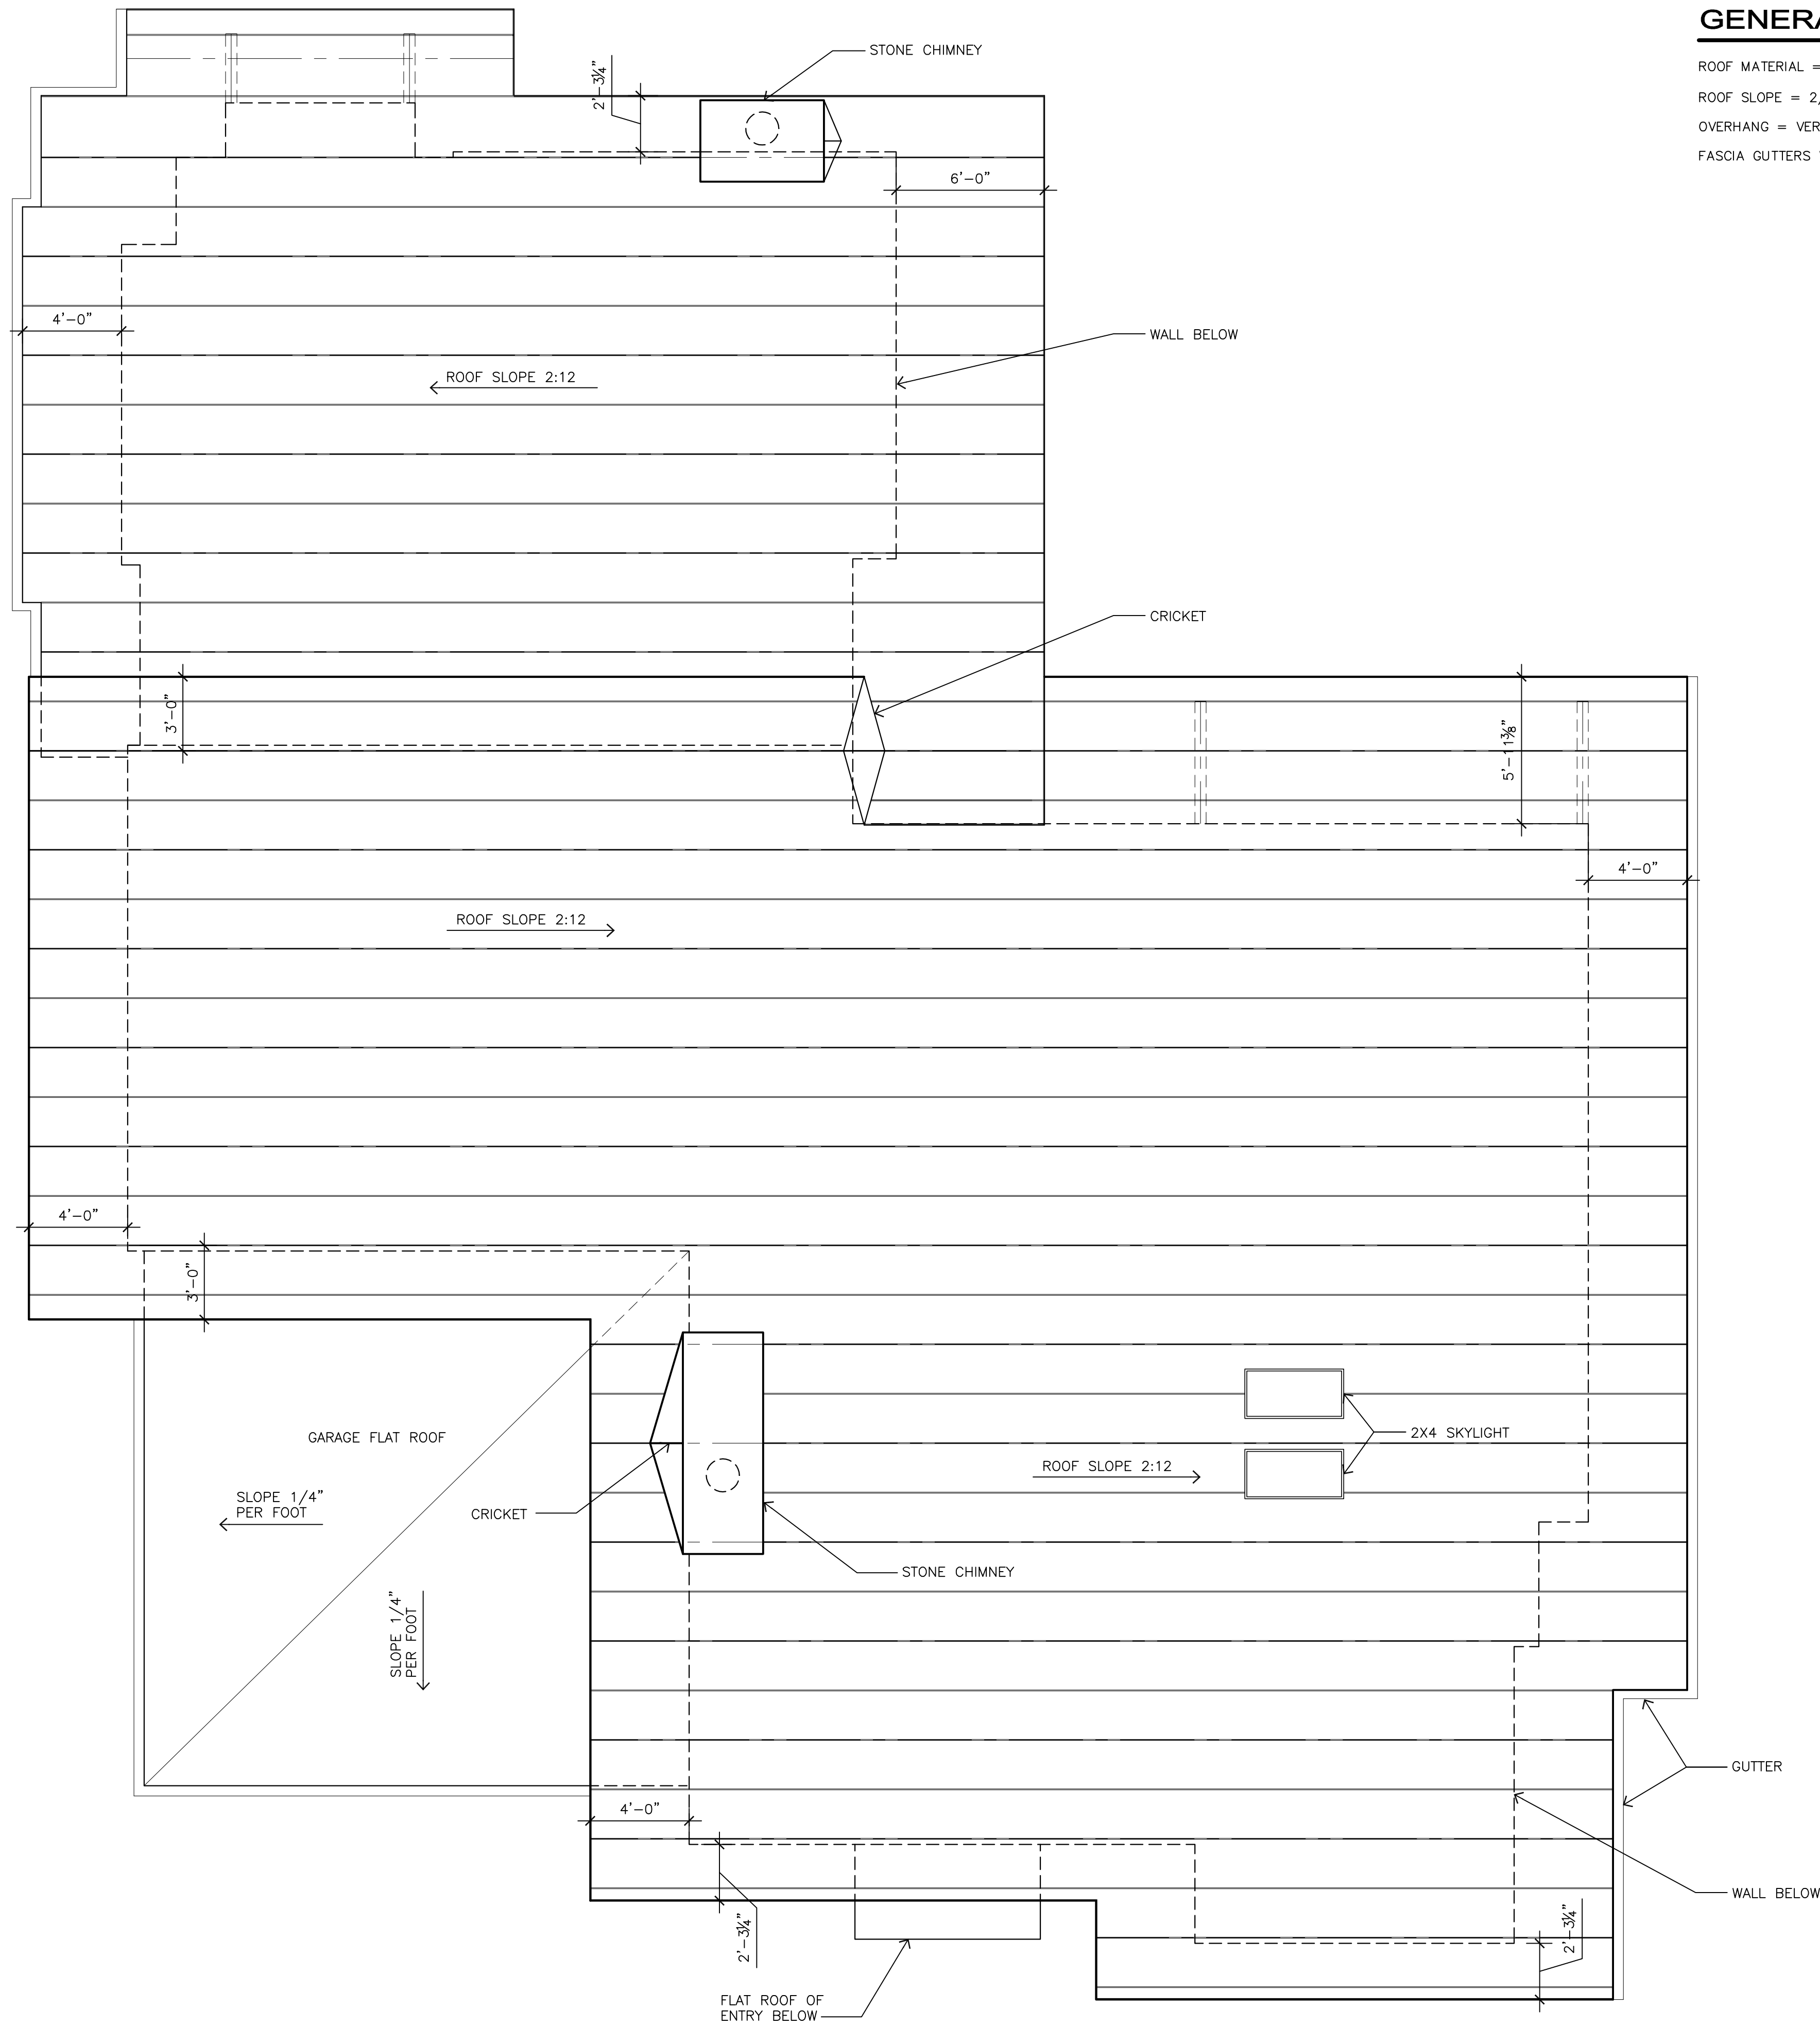 GENERA
ROOF MATERIAL =
ROOF SLOPE = 2
OVERHANG = VER
FASCIA GUTTERS
STONE CHIMNEY
2'-3¼"
6'-0"
4'-0"
WALL BELOW
ROOF SLOPE 2:12
CRICKET
3'-0"
5'-11⅜"
4'-0"
ROOF SLOPE 2:12
4'-0"
3'-0"
GARAGE FLAT ROOF
2X4 SKYLIGHT
ROOF SLOPE 2:12
SLOPE 1/4"
PER FOOT
CRICKET
STONE CHIMNEY
SLOPE 1/4"
PER FOOT
GUTTER
4'-0"
WALL BELOW
2'-3¼"
2'-3¼"
FLAT ROOF OF
ENTRY BELOW